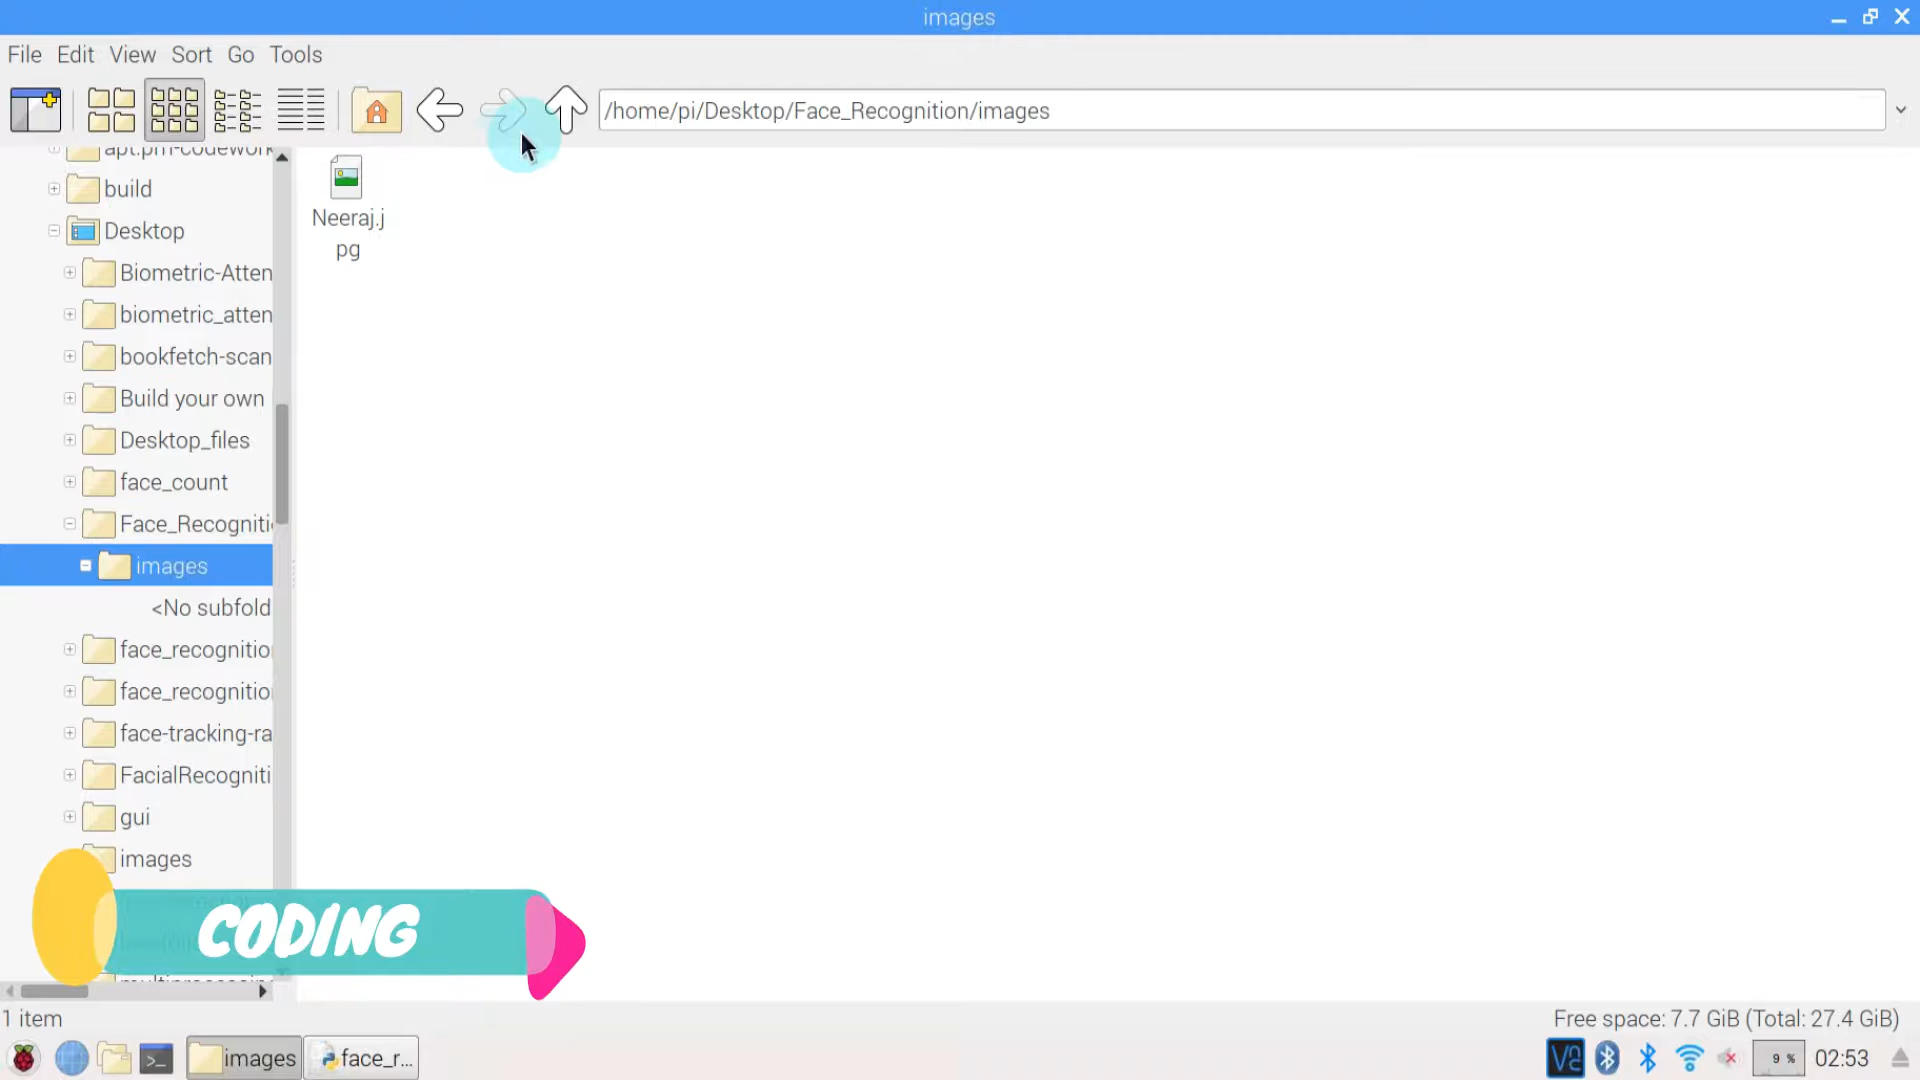 images
File Edit View Sort Go Tools
/home/pi/Desktop/Face_Recognition/images
build
Desktop
Biometric-Atten
biometric_atten
bookfetch-scan
Build your own
Desktop_files
face_count
Face_Recogniti
images
<No subfold
face_recognitio
face_recognitio
face-tracking-ra
FacialRecogniti
gui
images
Neeraj.j
pg
CODING
1 item
Free space: 7.7 GiB (Total: 27.4 GiB)
images
face_r...
9 %
02:53